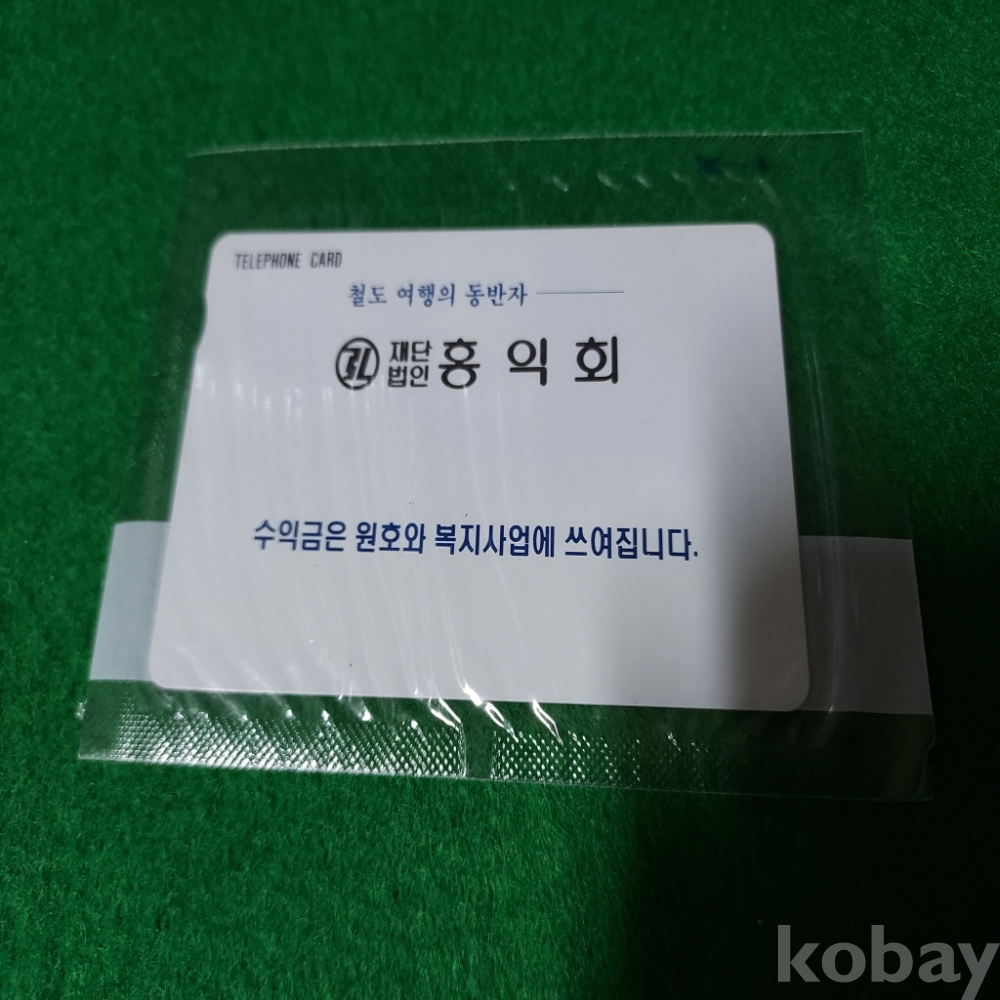 TELEPHONE CARD
철도 여행의 동반자
재단
법인 홍익회
수익금은 원호와 복지사업에 쓰여집니다.
kobay